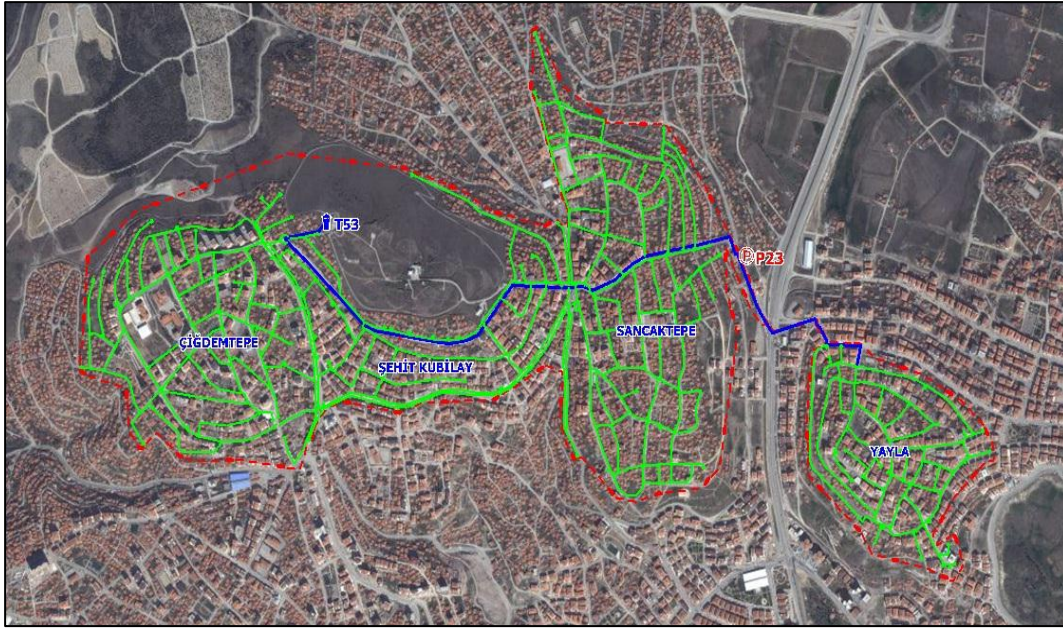 T53
P23
SANCAKTEPE
ÇİĞDEMTEPE
ŞEHİT KUBİLAY
YAYLA